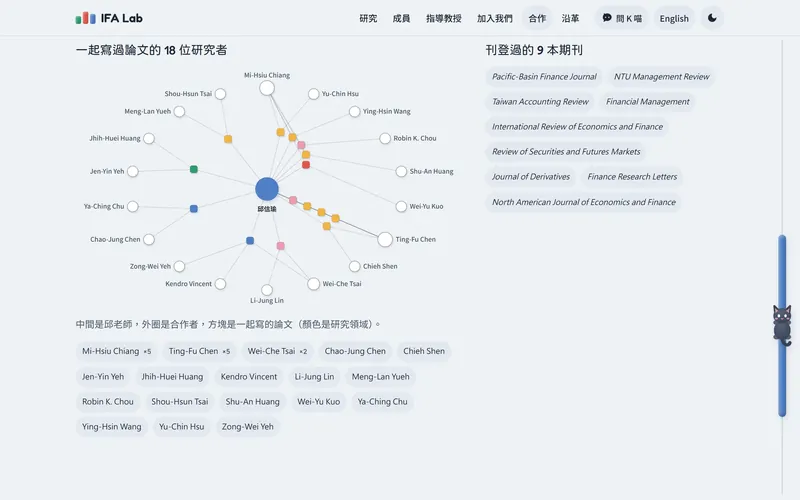 IFA Lab
研究 成員 指導教授 加入我們 合作 沿革 問 K 喵 English
一起寫過論文的 18 位研究者
Mi-Hsiu Chiang
Shou-Hsun Tsai
Yu-Chin Hsu
Meng-Lan Yueh
Ying-Hsin Wang
Jhih-Huei Huang
Robin K. Chou
Jen-Yin Yeh
Shu-An Huang
邱信瑜
Ya-Ching Chu
Wei-Yu Kuo
Chao-Jung Chen
Ting-Fu Chen
Zong-Wei Yeh
Chieh Shen
Kendro Vincent
Wei-Che Tsai
Li-Jung Lin
中間是邱老師，外圈是合作者，方塊是一起寫的論文（顏色是研究領域）。
Mi-Hsiu Chiang ×5 Ting-Fu Chen ×5 Wei-Che Tsai ×2 Chao-Jung Chen Chieh Shen
Jen-Yin Yeh Jhih-Huei Huang Kendro Vincent Li-Jung Lin Meng-Lan Yueh
Robin K. Chou Shou-Hsun Tsai Shu-An Huang Wei-Yu Kuo Ya-Ching Chu
Ying-Hsin Wang Yu-Chin Hsu Zong-Wei Yeh
刊登過的 9 本期刊
Pacific-Basin Finance Journal NTU Management Review
Taiwan Accounting Review Financial Management
International Review of Economics and Finance
Review of Securities and Futures Markets
Journal of Derivatives Finance Research Letters
North American Journal of Economics and Finance